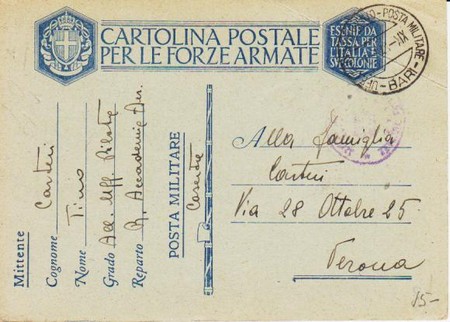 CARTOLINA POSTALE
PER LE FORZE ARMATE
ESENTE DA
TASSA PER
L'ITALIA E
SUE COLONIE
POSTA MILITARE
BARI
Mittente
Cognome Conteri
Nome Tino
Grado All. Uff. Pilota
Reparto R. Accademia Aer.
POSTA MILITARE
Caserta
Alla Famiglia
Conteri
Via 28 Ottobre 25
Verona
15-